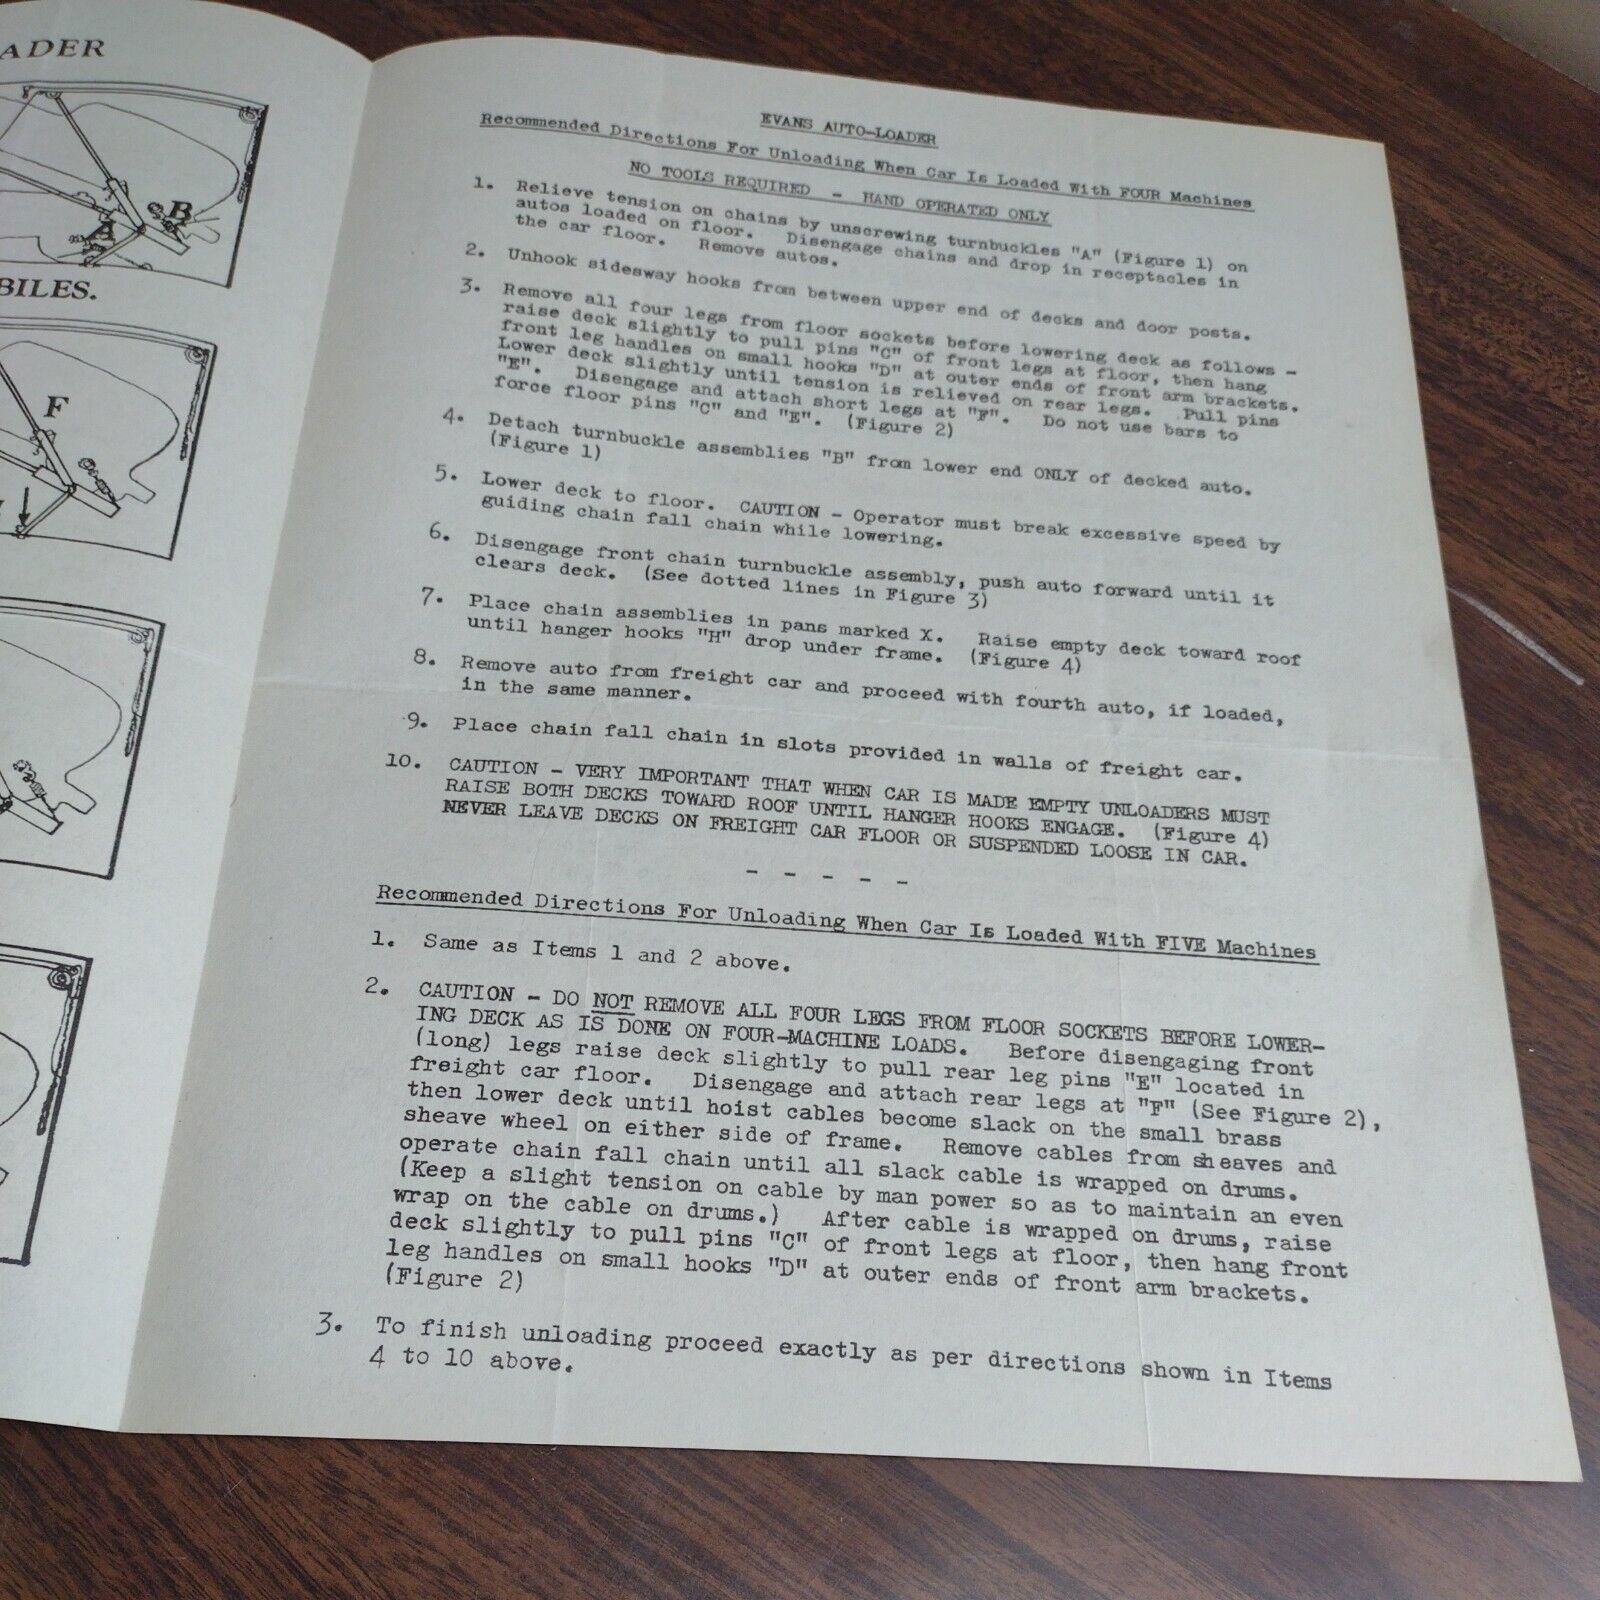 ADER
B
A
BILES.
F
EVANS AUTO-LOADER
Recommended Directions For Unloading When Car Is Loaded With FOUR Machines
NO TOOLS REQUIRED - HAND OPERATED ONLY
1. Relieve tension on chains by unscrewing turnbuckles "A" (Figure 1) on
autos loaded on floor. Disengage chains and drop in receptacles in
the car floor. Remove autos.
2. Unhook sidesway hooks from between upper end of decks and door posts.
3. Remove all four legs from floor sockets before lowering deck as follows -
raise deck slightly to pull pins "C" of front legs at floor, then hang
front leg handles on small hooks "D" at outer ends of front arm brackets.
Lower deck slightly until tension is relieved on rear legs. Pull pins
"E". Disengage and attach short legs at "F". Do not use bars to
force floor pins "C" and "E". (Figure 2)
4. Detach turnbuckle assemblies "B" from lower end ONLY of decked auto.
(Figure 1)
5. Lower deck to floor. CAUTION - Operator must break excessive speed by
guiding chain fall chain while lowering.
6. Disengage front chain turnbuckle assembly, push auto forward until it
clears deck. (See dotted lines in Figure 3)
7. Place chain assemblies in pans marked X. Raise empty deck toward roof
until hanger hooks "H" drop under frame. (Figure 4)
8. Remove auto from freight car and proceed with fourth auto, if loaded,
in the same manner.
9. Place chain fall chain in slots provided in walls of freight car.
10. CAUTION - VERY IMPORTANT THAT WHEN CAR IS MADE EMPTY UNLOADERS MUST
RAISE BOTH DECKS TOWARD ROOF UNTIL HANGER HOOKS ENGAGE. (Figure 4)
NEVER LEAVE DECKS ON FREIGHT CAR FLOOR OR SUSPENDED LOOSE IN CAR.
- - - - -
Recommended Directions For Unloading When Car Is Loaded With FIVE Machines
1. Same as Items 1 and 2 above.
2. CAUTION - DO NOT REMOVE ALL FOUR LEGS FROM FLOOR SOCKETS BEFORE LOWER-
ING DECK AS IS DONE ON FOUR-MACHINE LOADS. Before disengaging front
(long) legs raise deck slightly to pull rear leg pins "E" located in
freight car floor. Disengage and attach rear legs at "F" (See Figure 2),
then lower deck until hoist cables become slack on the small brass
sheave wheel on either side of frame. Remove cables from sheaves and
operate chain fall chain until all slack cable is wrapped on drums.
(Keep a slight tension on cable by man power so as to maintain an even
wrap on the cable on drums.) After cable is wrapped on drums, raise
deck slightly to pull pins "C" of front legs at floor, then hang front
leg handles on small hooks "D" at outer ends of front arm brackets.
(Figure 2)
3. To finish unloading proceed exactly as per directions shown in Items
4 to 10 above.